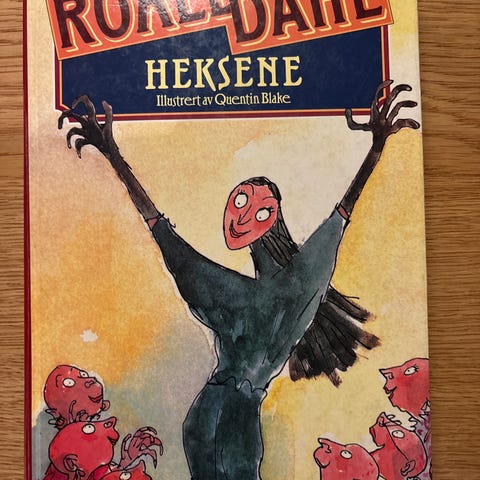 ROALD DAHL
HEKSENE
Illustrert av Quentin Blake